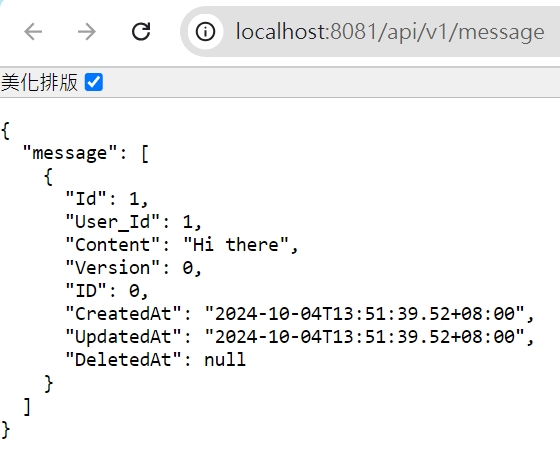 localhost:8081/api/v1/message
美化排版
{
  "message": [
    {
      "Id": 1,
      "User_Id": 1,
      "Content": "Hi there",
      "Version": 0,
      "ID": 0,
      "CreatedAt": "2024-10-04T13:51:39.52+08:00",
      "UpdatedAt": "2024-10-04T13:51:39.52+08:00",
      "DeletedAt": null
    }
  ]
}